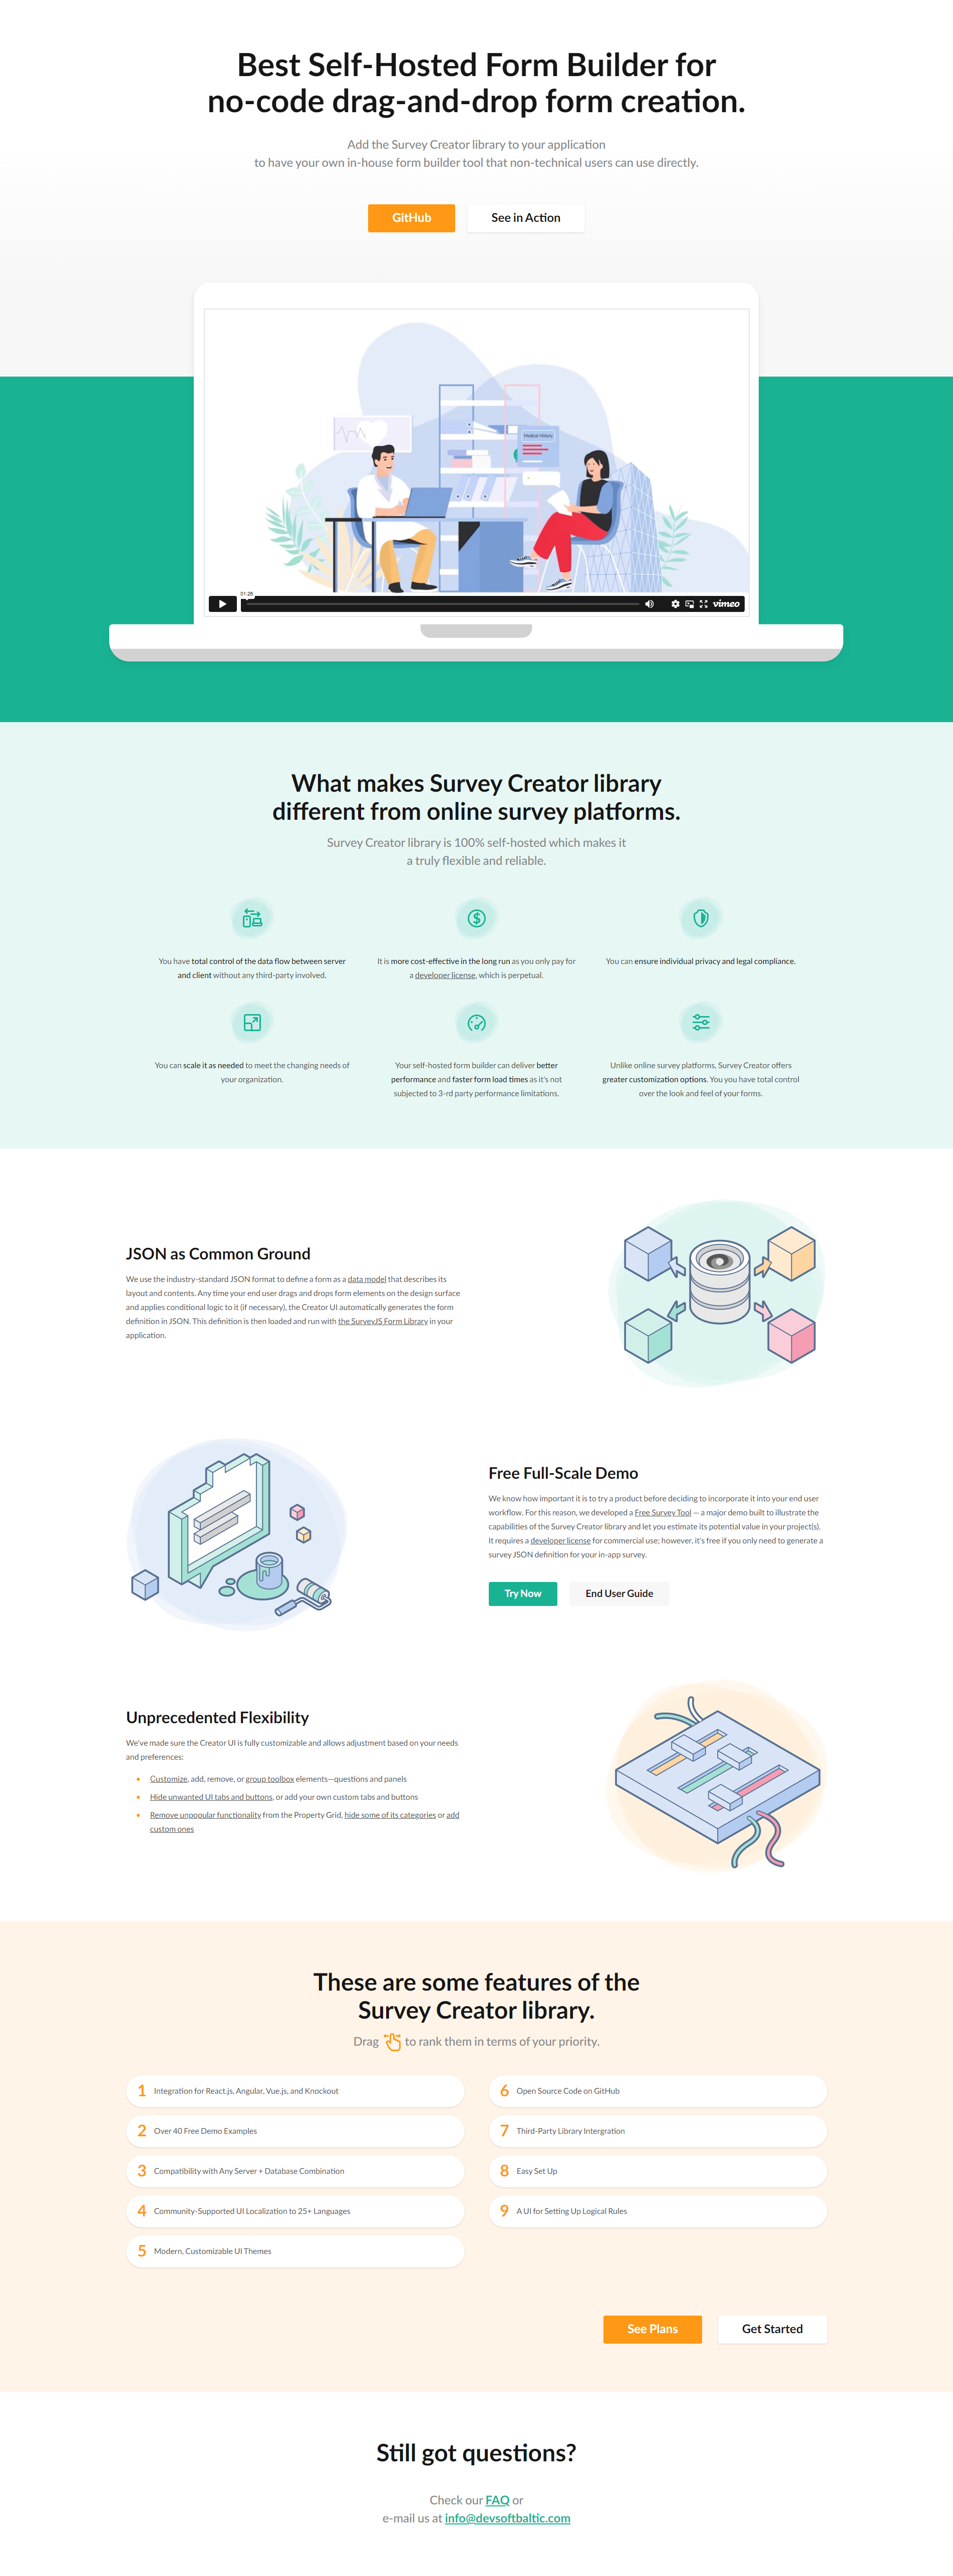 Best Self-Hosted Form Builder for
no-code drag-and-drop form creation.
Add the Survey Creator library to your application
to have your own in-house form builder tool that non-technical users can use directly.
GitHub
See in Action
Medical History
01:28
vimeo
What makes Survey Creator library
different from online survey platforms.
Survey Creator library is 100% self-hosted which makes it
a truly flexible and reliable.
You have total control of the data flow between server
and client without any third-party involved.
It is more cost-effective in the long run as you only pay for
a developer license, which is perpetual.
You can ensure individual privacy and legal compliance.
You can scale it as needed to meet the changing needs of
your organization.
Your self-hosted form builder can deliver better
performance and faster form load times as it's not
subjected to 3-rd party performance limitations.
Unlike online survey platforms, Survey Creator offers
greater customization options. You you have total control
over the look and feel of your forms.
JSON as Common Ground
We use the industry-standard JSON format to define a form as a data model that describes its
layout and contents. Any time your end user drags and drops form elements on the design surface
and applies conditional logic to it (if necessary), the Creator UI automatically generates the form
definition in JSON. This definition is then loaded and run with the SurveyJS Form Library in your
application.
Free Full-Scale Demo
We know how important it is to try a product before deciding to incorporate it into your end user
workflow. For this reason, we developed a Free Survey Tool — a major demo built to illustrate the
capabilities of the Survey Creator library and let you estimate its potential value in your project(s).
It requires a developer license for commercial use; however, it's free if you only need to generate a
survey JSON definition for your in-app survey.
Try Now
End User Guide
Unprecedented Flexibility
We've made sure the Creator UI is fully customizable and allows adjustment based on your needs
and preferences:
Customize, add, remove, or group toolbox elements—questions and panels
Hide unwanted UI tabs and buttons, or add your own custom tabs and buttons
Remove unpopular functionality from the Property Grid, hide some of its categories or add
custom ones
These are some features of the
Survey Creator library.
Drag to rank them in terms of your priority.
1 Integration for React.js, Angular, Vue.js, and Knockout
2 Over 40 Free Demo Examples
3 Compatibility with Any Server + Database Combination
4 Community-Supported UI Localization to 25+ Languages
5 Modern, Customizable UI Themes
6 Open Source Code on GitHub
7 Third-Party Library Intergration
8 Easy Set Up
9 A UI for Setting Up Logical Rules
See Plans
Get Started
Still got questions?
Check our FAQ or
e-mail us at info@devsoftbaltic.com